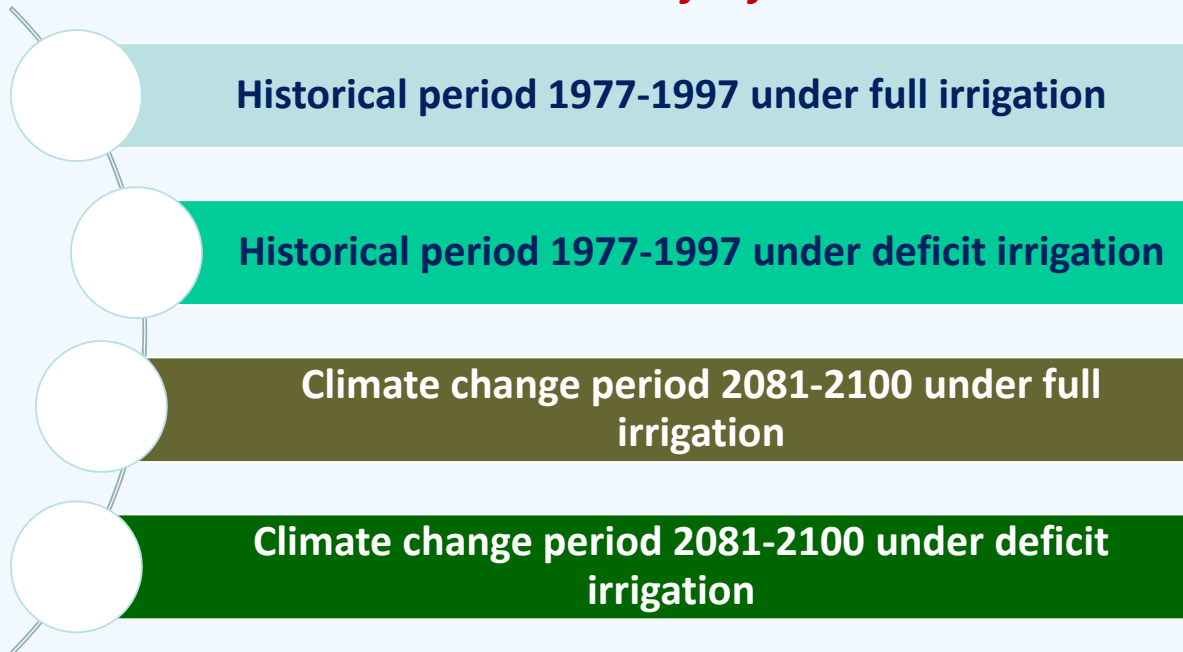 Historical period 1977-1997 under full irrigation
Historical period 1977-1997 under deficit irrigation
Climate change period 2081-2100 under full
irrigation
Climate change period 2081-2100 under deficit
irrigation